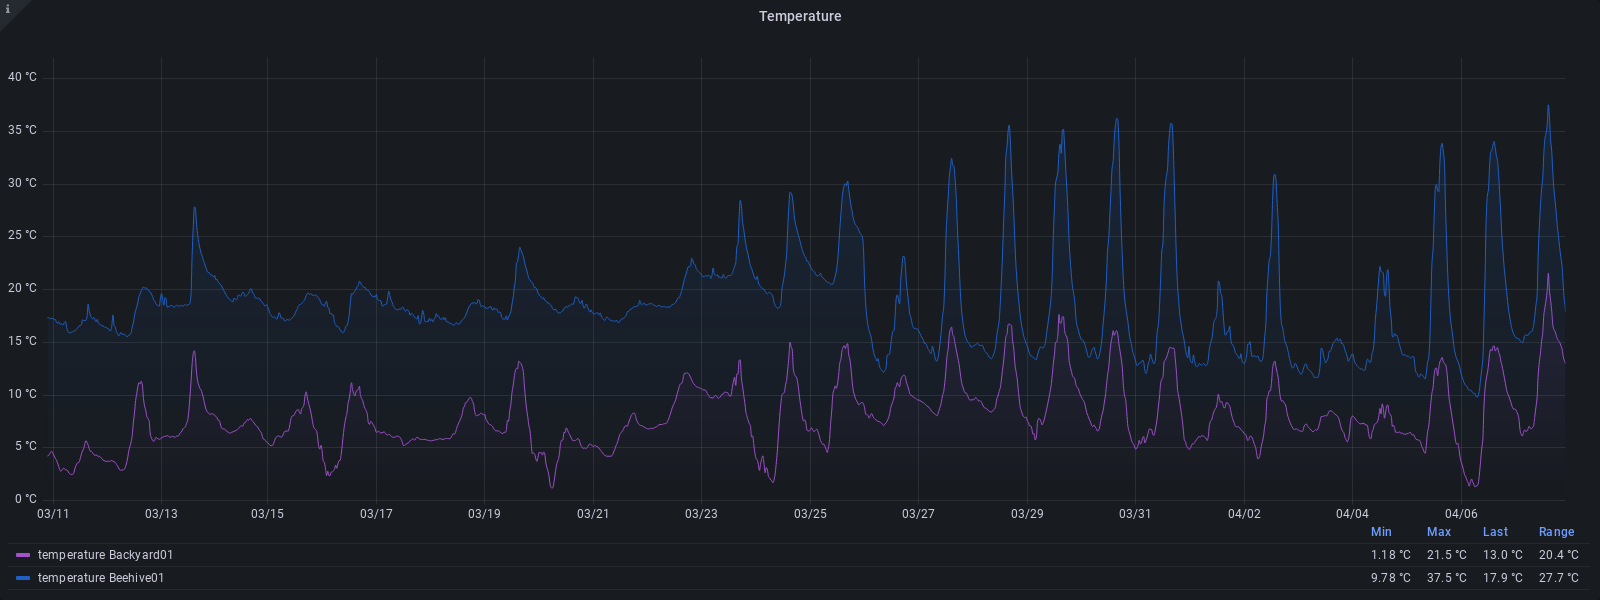 i
Temperature
40 °C
35 °C
30 °C
25 °C
20 °C
15 °C
10 °C
5 °C
0 °C
03/11 03/13 03/15 03/17 03/19 03/21 03/23 03/25 03/27 03/29 03/31 04/02 04/04 04/06
Min Max Last Range
temperature Backyard01 1.18 °C 21.5 °C 13.0 °C 20.4 °C
temperature Beehive01 9.78 °C 37.5 °C 17.9 °C 27.7 °C